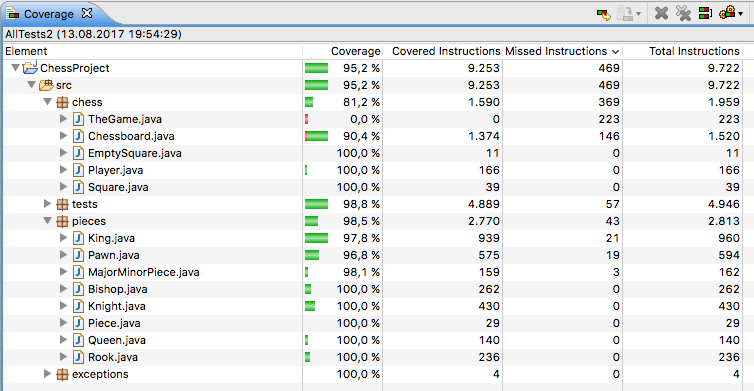 Coverage
AllTests2 (13.08.2017 19:54:29)
Element Coverage Covered Instructions Missed Instructions Total Instructions
ChessProject 95,2 % 9.253 469 9.722
src 95,2 % 9.253 469 9.722
chess 81,2 % 1.590 369 1.959
TheGame.java 0,0 % 0 223 223
Chessboard.java 90,4 % 1.374 146 1.520
EmptySquare.java 100,0 % 11 0 11
Player.java 100,0 % 166 0 166
Square.java 100,0 % 39 0 39
tests 98,8 % 4.889 57 4.946
pieces 98,5 % 2.770 43 2.813
King.java 97,8 % 939 21 960
Pawn.java 96,8 % 575 19 594
MajorMinorPiece.java 98,1 % 159 3 162
Bishop.java 100,0 % 262 0 262
Knight.java 100,0 % 430 0 430
Piece.java 100,0 % 29 0 29
Queen.java 100,0 % 140 0 140
Rook.java 100,0 % 236 0 236
exceptions 100,0 % 4 0 4